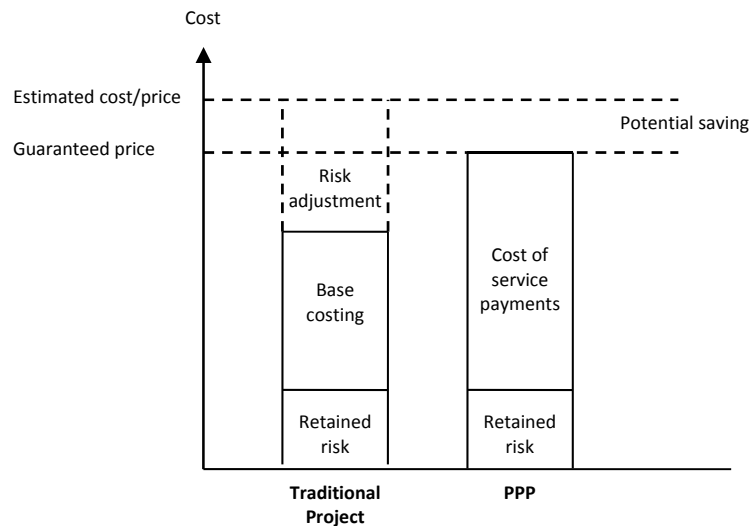 Cost
Estimated cost/price
Potential saving
Guaranteed price
Risk
adjustment
Cost of
service
payments
Base
costing
Retained
risk
Retained
risk
Traditional
Project
PPP